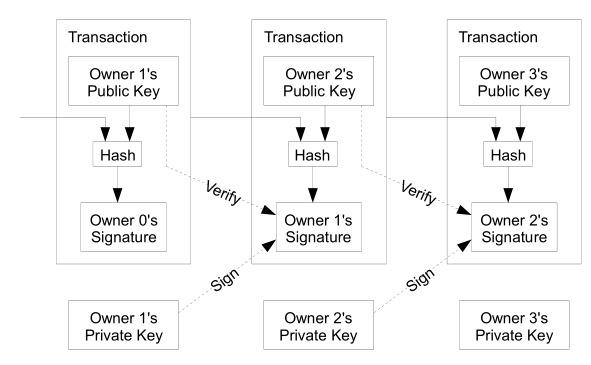 Transaction
Owner 1's
Public Key
Hash
Owner 0's
Signature
Transaction
Owner 2's
Public Key
Hash
Verify
Owner 1's
Signature
Transaction
Owner 3's
Public Key
Hash
Verify
Owner 2's
Signature
Sign
Sign
Owner 1's
Private Key
Owner 2's
Private Key
Owner 3's
Private Key